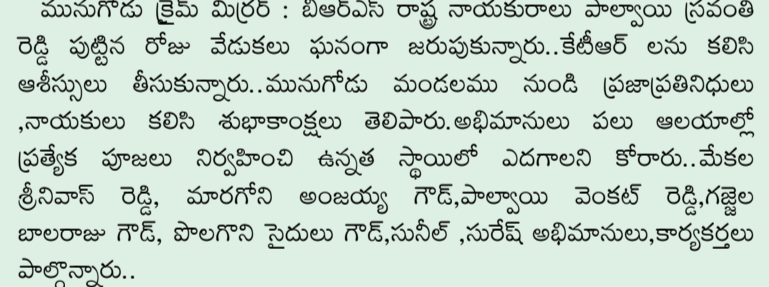 మునుగోడు క్రైమ్ మిర్రర్ : బీఆర్ఎస్ రాష్ట్ర నాయకురాలు పాల్వాయి స్రవంతి
రెడ్డి పుట్టిన రోజు వేడుకలు ఘనంగా జరుపుకున్నారు..కేటీఆర్ లను కలిసి
ఆశీస్సులు తీసుకున్నారు..మునుగోడు మండలము నుండి ప్రజాప్రతినిధులు
,నాయకులు కలిసి శుభాకాంక్షలు తెలిపారు.అభిమానులు పలు ఆలయాల్లో
ప్రత్యేక పూజలు నిర్వహించి ఉన్నత స్థాయిలో ఎదగాలని కోరారు..మేకల
శ్రీనివాస్ రెడ్డి, మారగోని అంజయ్య గౌడ్,పాల్వాయి వెంకట్ రెడ్డి,గజ్జెల
బాలరాజు గౌడ్, పొలగొని సైదులు గౌడ్,సునీల్ ,సురేష్ అభిమానులు,కార్యకర్తలు
పాల్గొన్నారు..